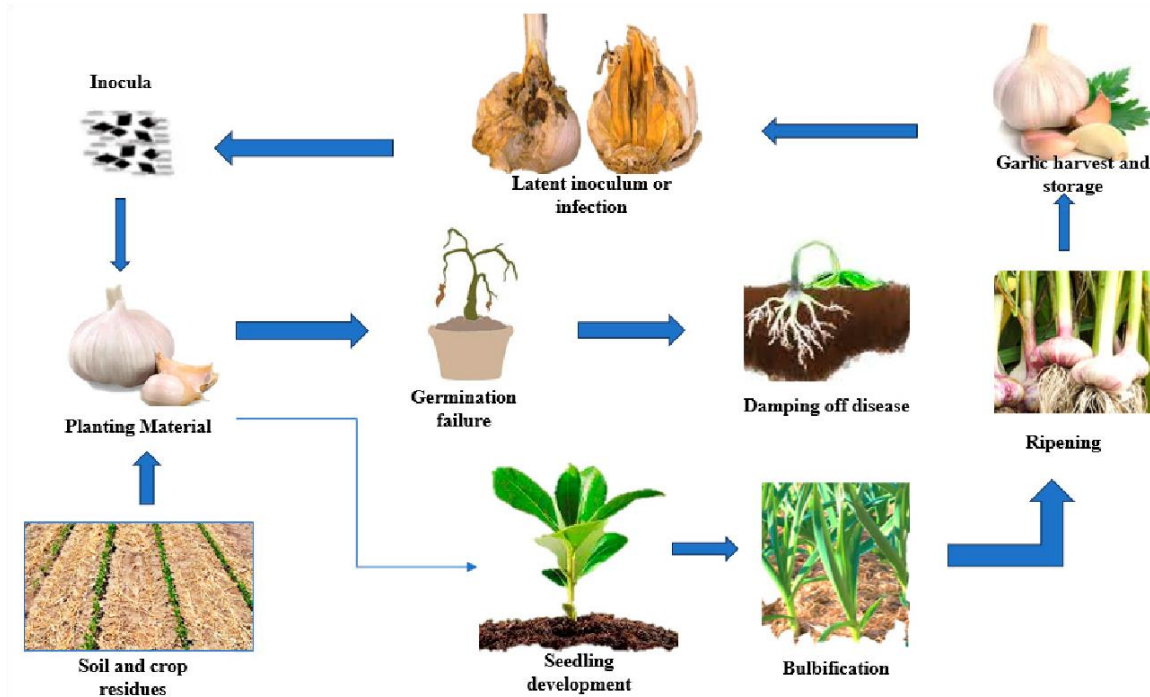 Inocula
Latent inoculum or
infection
Garlic harvest and
storage
Planting Material
Germination
failure
Damping off disease
Ripening
Soil and crop
residues
Seedling
development
Bulbification